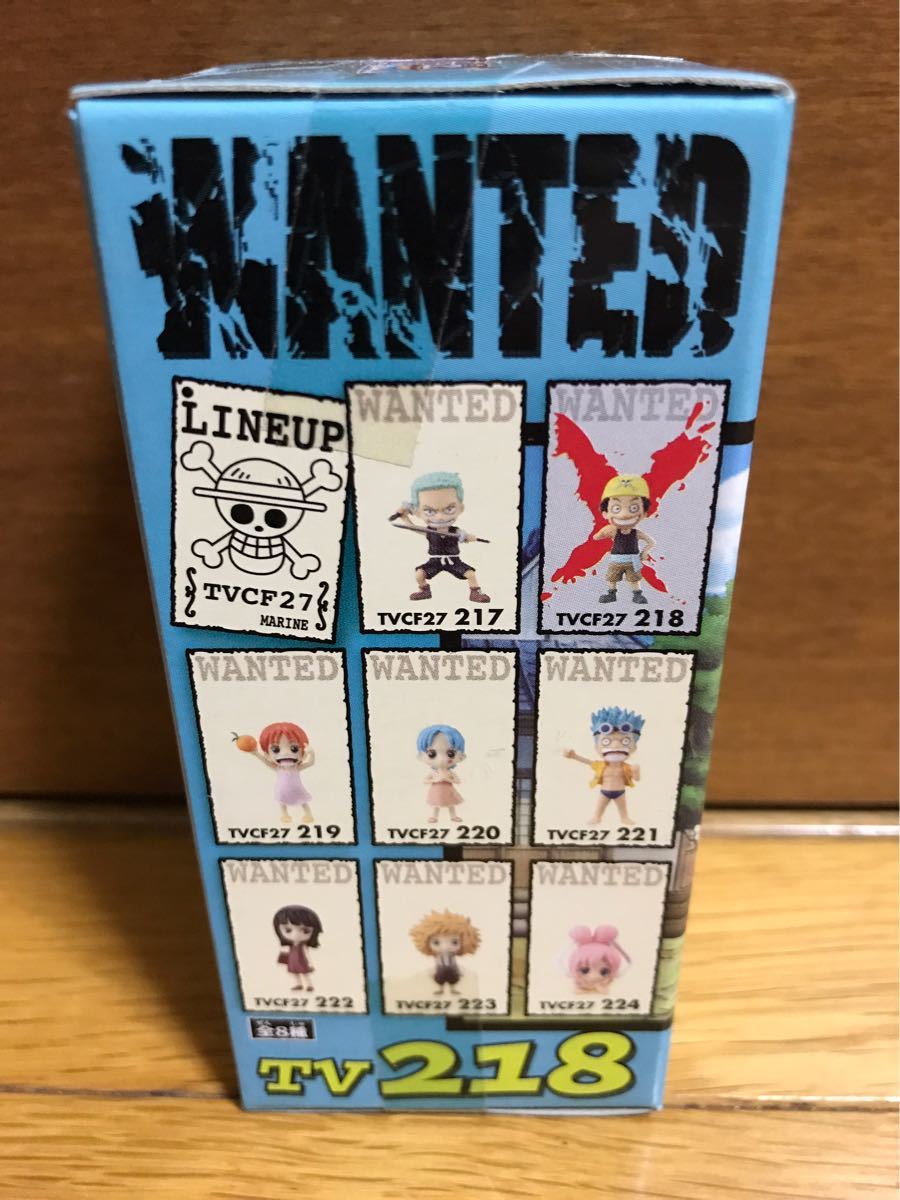 WANTED
LINEUP
TVCF27
MARINE
WANTED
TVCF27 217
WANTED
TVCF27 218
WANTED
TVCF27 219
WANTED
TVCF27 220
WANTED
TVCF27 221
WANTED
TVCF27 222
WANTED
TVCF27 223
WANTED
TVCF27 224
全8種
TV 218